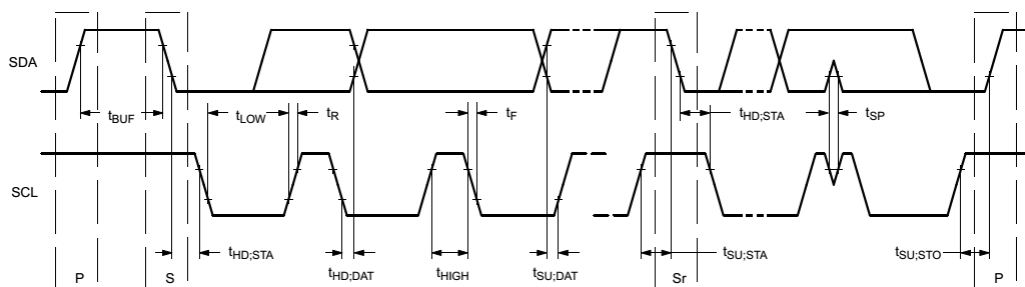 SDA
tBUF
tLOW
tR
tF
tHD;STA
tSP
SCL
tHD;STA
tHD;DAT
tHIGH
tSU;DAT
tSU;STA
tSU;STO
P
S
Sr
P